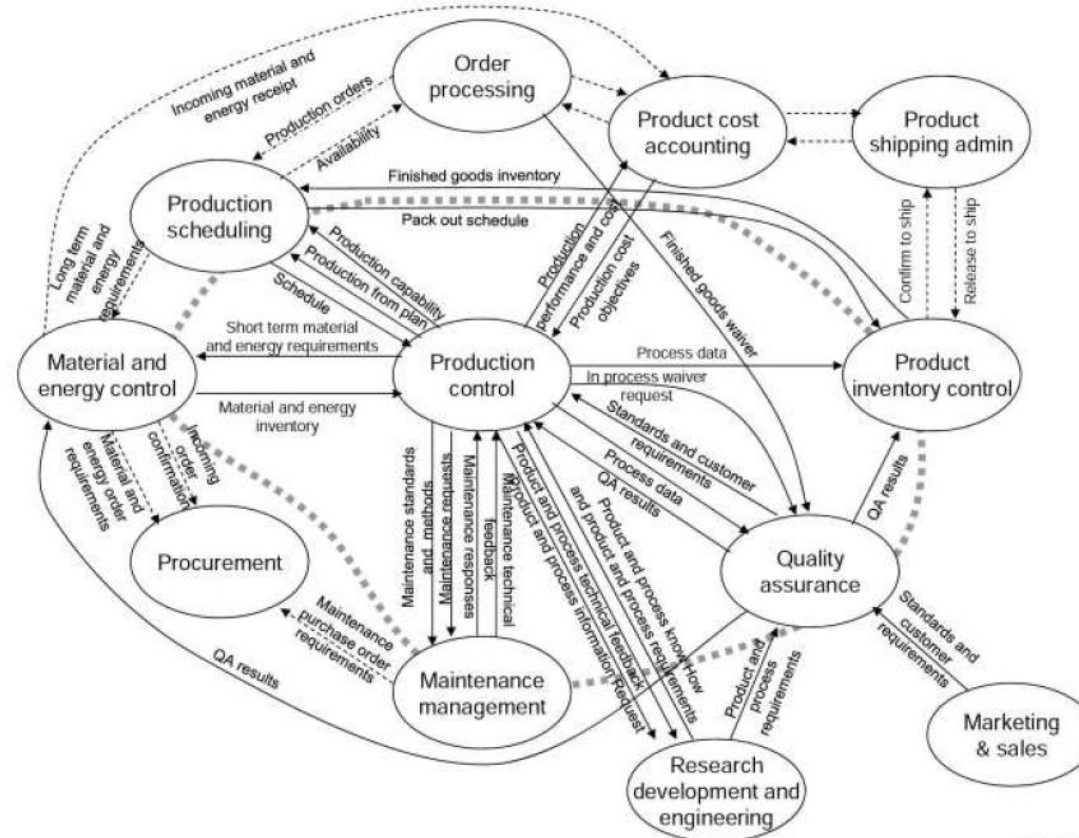 Order
processing
Product cost
accounting
Product
shipping admin
Incoming material and
energy receipt
Production orders
Availability
Finished goods inventory
Production
scheduling
Pack out schedule
Confirm to ship
Release to ship
Long term
material and
energy
requirements
Production capability
Production from plan
Schedule
Production
performance and cost
Production cost
objectives
Finished goods waiver
Short term material
and energy requirements
Material and
energy control
Production
control
Process data
Product
inventory control
In process waiver
request
Material and energy
inventory
Standards and customer
requirements
Process data
QA results
QA results
Incoming
order
confirmation
Material and
energy order
requirements
Maintenance standards
and methods
Maintenance requests
Maintenance responses
Maintenance technical
feedback
Product and process know How
and product and process requirements
Product and process technical feedback
Product and process information Request
Procurement
Quality
assurance
Maintenance
purchase order
requirements
QA results
Standards and
customer
requirements
Maintenance
management
Product and
process
requirements
Marketing
& sales
Research
development and
engineering